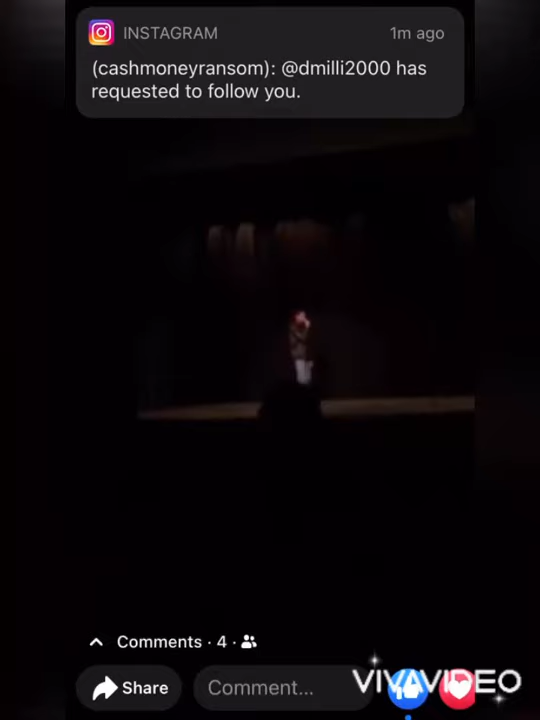 INSTAGRAM 1m ago
(cashmoneyransom): @dmilli2000 has
requested to follow you.
Comments · 4 ·
Share Comment...
VIVAVIDEO